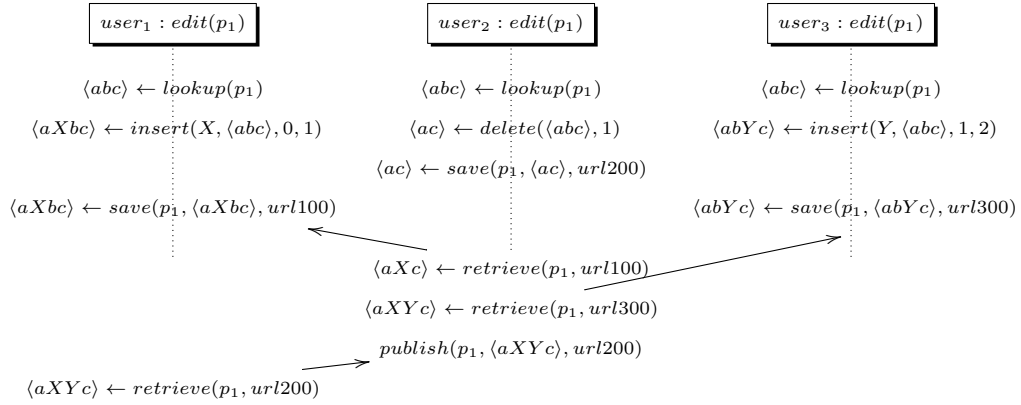 user₁ : edit(p₁)
user₂ : edit(p₁)
user₃ : edit(p₁)
⟨abc⟩ ← lookup(p₁)
⟨abc⟩ ← lookup(p₁)
⟨abc⟩ ← lookup(p₁)
⟨aXbc⟩ ← insert(X, ⟨abc⟩, 0, 1)
⟨ac⟩ ← delete(⟨abc⟩, 1)
⟨abYc⟩ ← insert(Y, ⟨abc⟩, 1, 2)
⟨ac⟩ ← save(p₁, ⟨ac⟩, url200)
⟨aXbc⟩ ← save(p₁, ⟨aXbc⟩, url100)
⟨abYc⟩ ← save(p₁, ⟨abYc⟩, url300)
⟨aXc⟩ ← retrieve(p₁, url100)
⟨aXYc⟩ ← retrieve(p₁, url300)
publish(p₁, ⟨aXYc⟩, url200)
⟨aXYc⟩ ← retrieve(p₁, url200)